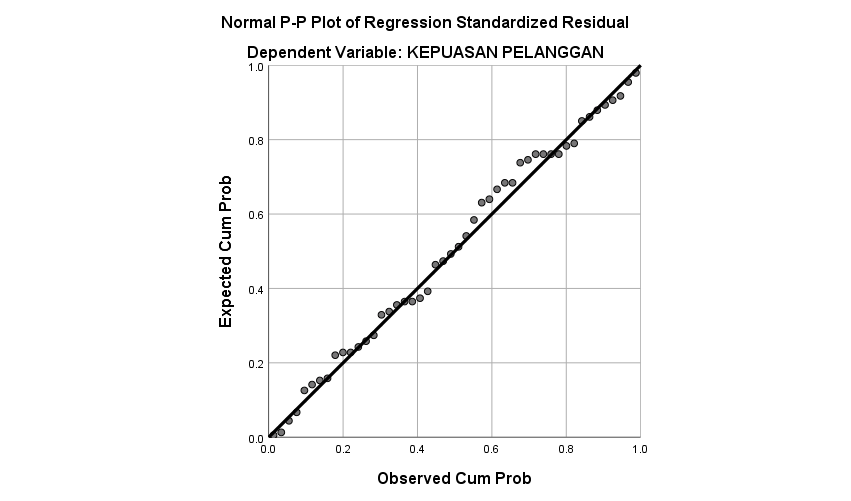 Normal P-P Plot of Regression Standardized Residual
Dependent Variable: KEPUASAN PELANGGAN
1.0
0.8
0.6
0.4
0.2
0.0
Expected Cum Prob
0.0 0.2 0.4 0.6 0.8 1.0
Observed Cum Prob